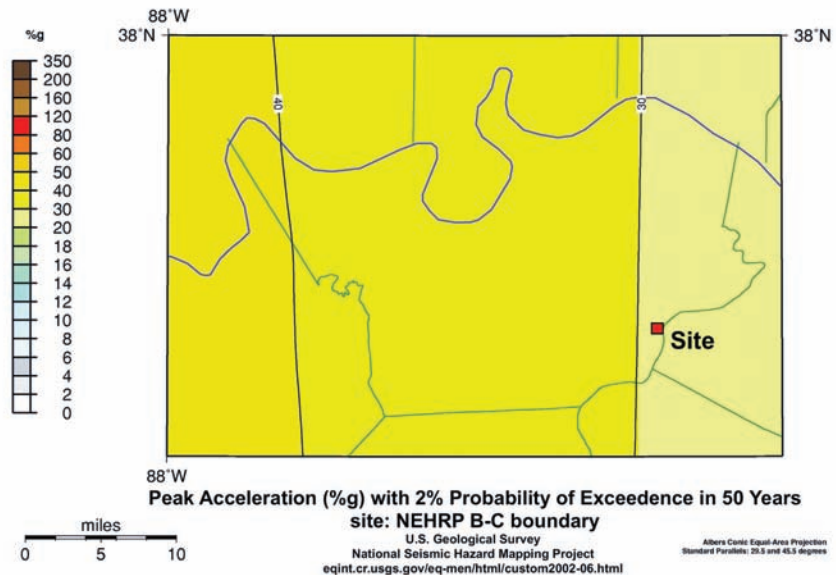 88°W
38°N
38°N
%g
350
200
160
120
80
60
50
40
30
20
18
16
14
12
10
8
6
4
2
0
40
30
Site
88°W
Peak Acceleration (%g) with 2% Probability of Exceedence in 50 Years
site: NEHRP B-C boundary
U.S. Geological Survey
National Seismic Hazard Mapping Project
eqint.cr.usgs.gov/eq-men/html/custom2002-06.html
miles
0 5 10
Albers Conic Equal-Area Projection
Standard Parallels: 29.5 and 45.5 degrees